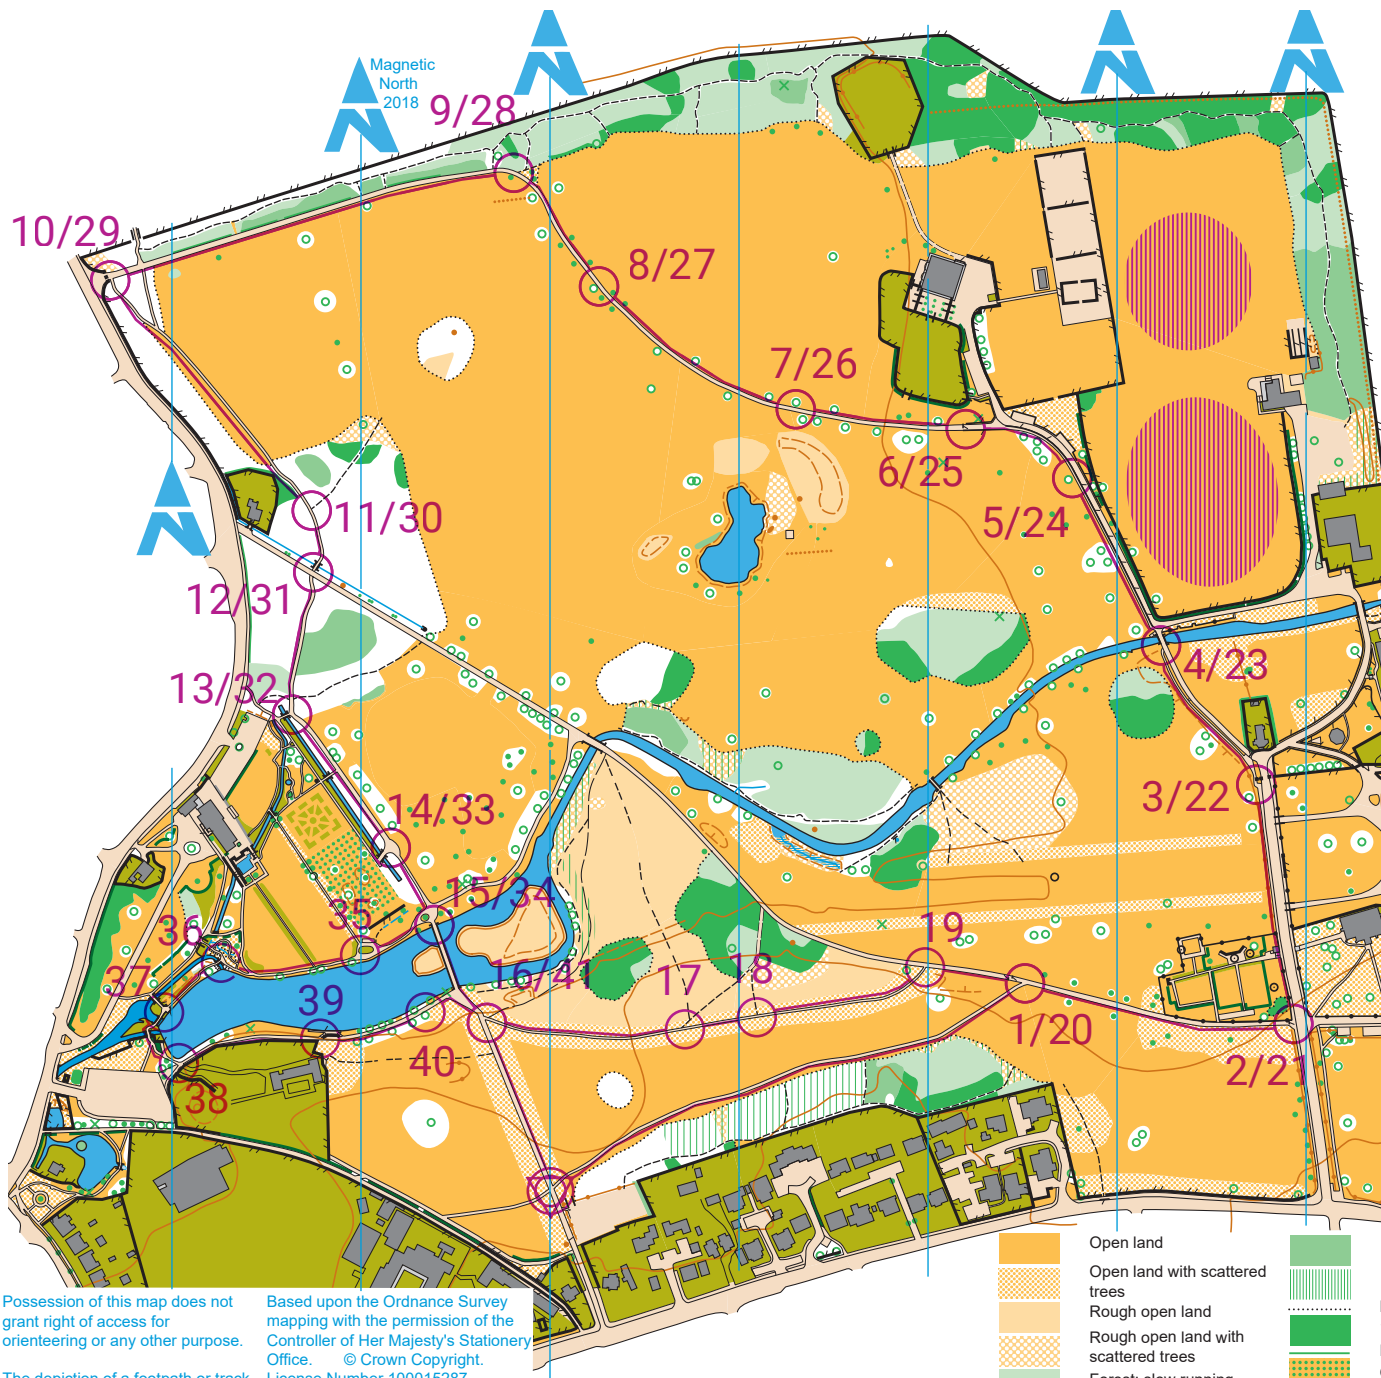 Magnetic
North
2018
9/28
10/29
8/27
7/26
6/25
5/24
11/30
12/31
4/23
13/32
3/22
14/33
15/34
35
36
19
16/41
17
18
37
39
1/20
40
2/21
38
Open land
Open land with scattered
trees
Rough open land
Rough open land with
scattered trees
Possession of this map does not
grant right of access for
orienteering or any other purpose.
Based upon the Ordnance Survey
mapping with the permission of the
Controller of Her Majesty's Stationery
Office. © Crown Copyright.